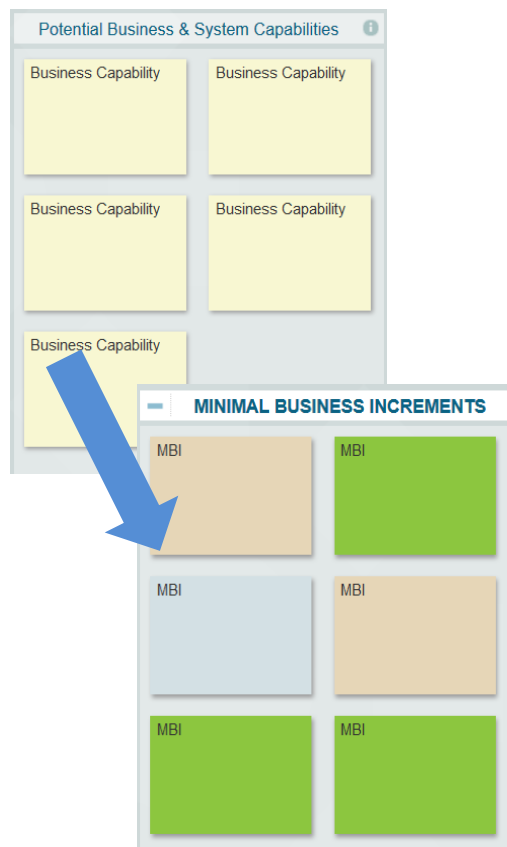 Potential Business & System Capabilities
Business Capability
Business Capability
Business Capability
Business Capability
Business Capability
MINIMAL BUSINESS INCREMENTS
MBI
MBI
MBI
MBI
MBI
MBI